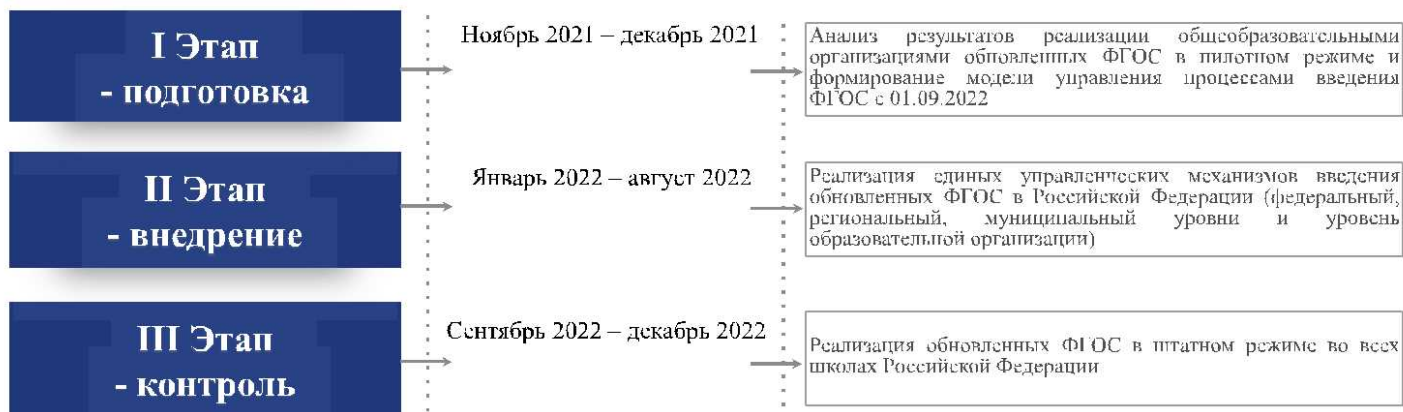 I Этап
- подготовка
Ноябрь 2021 – декабрь 2021
Анализ результатов реализации общеобразовательными
организациями обновленных ФГОС в пилотном режиме и
формирование модели управления процессами введения
ФГОС с 01.09.2022
II Этап
- внедрение
Январь 2022 – август 2022
Реализация единых управленческих механизмов введения
обновленных ФГОС в Российской Федерации (федеральный,
региональный, муниципальный уровни и уровень
образовательной организации)
III Этап
- контроль
Сентябрь 2022 – декабрь 2022
Реализация обновленных ФГОС в штатном режиме во всех
школах Российской Федерации